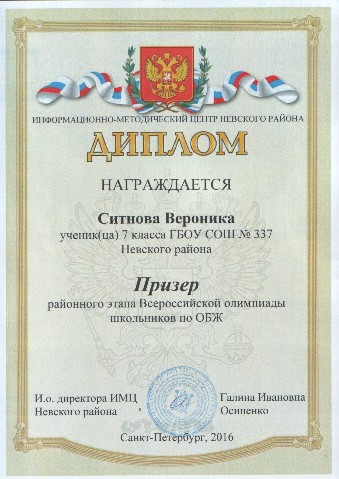 ИНФОРМАЦИОННО-МЕТОДИЧЕСКИЙ ЦЕНТР НЕВСКОГО РАЙОНА
ДИПЛОМ
НАГРАЖДАЕТСЯ
Ситнова Вероника
ученик(ца) 7 класса ГБОУ СОШ № 337
Невского района
Призер
районного этапа Всероссийской олимпиады
школьников по ОБЖ
И.о. директора ИМЦ
Невского района
Галина Ивановна
Осипенко
Санкт-Петербург, 2016